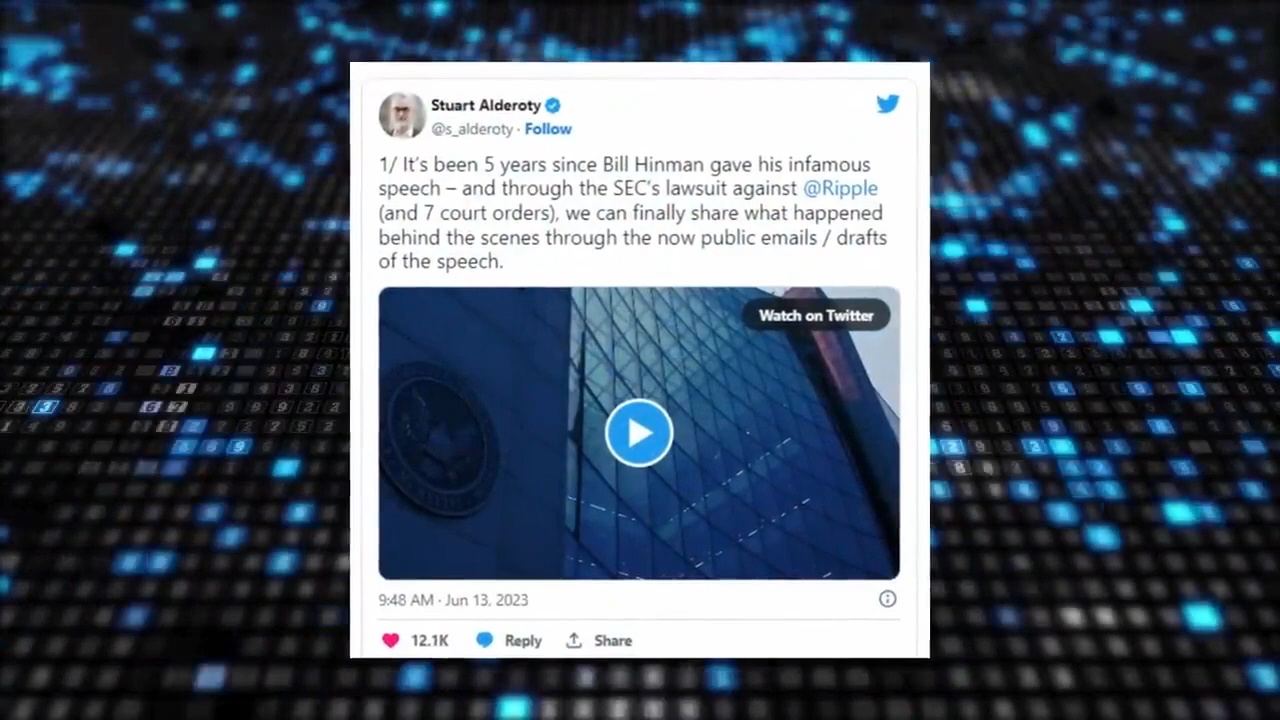 Stuart Alderoty
@s_alderoty · Follow
1/ It's been 5 years since Bill Hinman gave his infamous
speech – and through the SEC's lawsuit against @Ripple
(and 7 court orders), we can finally share what happened
behind the scenes through the now public emails / drafts
of the speech.
Watch on Twitter
9:48 AM · Jun 13, 2023
12.1K Reply Share